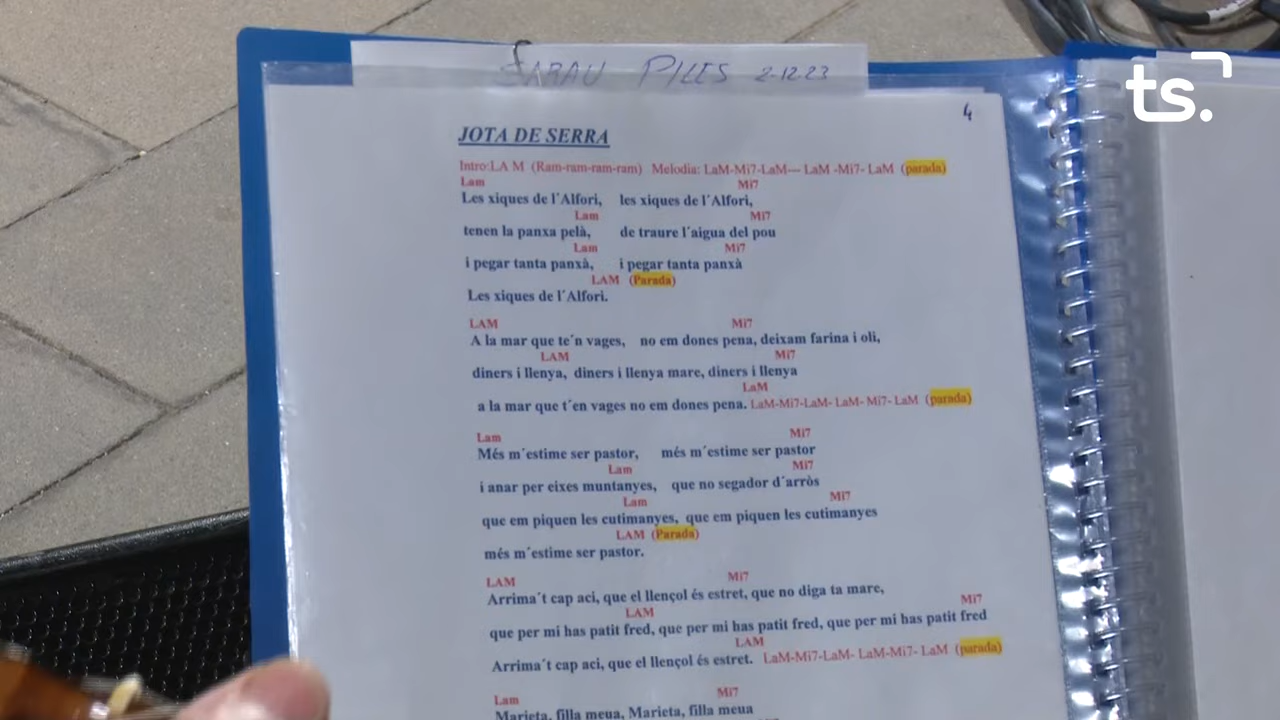 SARAU PILES 2-12-23
ts.
4
JOTA DE SERRA
Intro:LA M (Ram-ram-ram-ram) Melodia: LaM-Mi7-LaM--- LaM -Mi7- LaM (parada)
Lam Mi7
Les xiques de l´Alfori, les xiques de l´Alfori,
Lam Mi7
tenen la panxa pelà, de traure l´aigua del pou
Lam Mi7
i pegar tanta panxà, i pegar tanta panxà
LAM (Parada)
Les xiques de l´Alfori.
LAM Mi7
A la mar que te´n vages, no em dones pena, deixam farina i oli,
LAM Mi7
diners i llenya, diners i llenya mare, diners i llenya
LaM
a la mar que t´en vages no em dones pena. LaM-Mi7-LaM- LaM- Mi7- LaM (parada)
Lam Mi7
Més m´estime ser pastor, més m´estime ser pastor
Lam Mi7
i anar per eixes muntanyes, que no segador d´arròs
Lam Mi7
que em piquen les cutimanyes, que em piquen les cutimanyes
LAM (Parada)
més m´estime ser pastor.
LAM Mi7
Arrima´t cap aci, que el llençol és estret, que no diga ta mare,
LAM Mi7
que per mi has patit fred, que per mi has patit fred, que per mi has patit fred
LAM
Arrima´t cap aci, que el llençol és estret. LaM-Mi7-LaM- LaM-Mi7- LaM (parada)
Lam Mi7
Marieta, filla meua, Marieta, filla meua